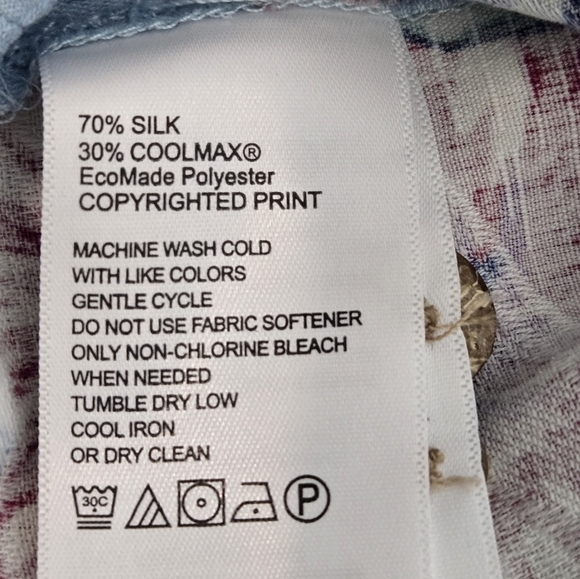 70% SILK
30% COOLMAX®
EcoMade Polyester
COPYRIGHTED PRINT
MACHINE WASH COLD
WITH LIKE COLORS
GENTLE CYCLE
DO NOT USE FABRIC SOFTENER
ONLY NON-CHLORINE BLEACH
WHEN NEEDED
TUMBLE DRY LOW
COOL IRON
OR DRY CLEAN
30C P